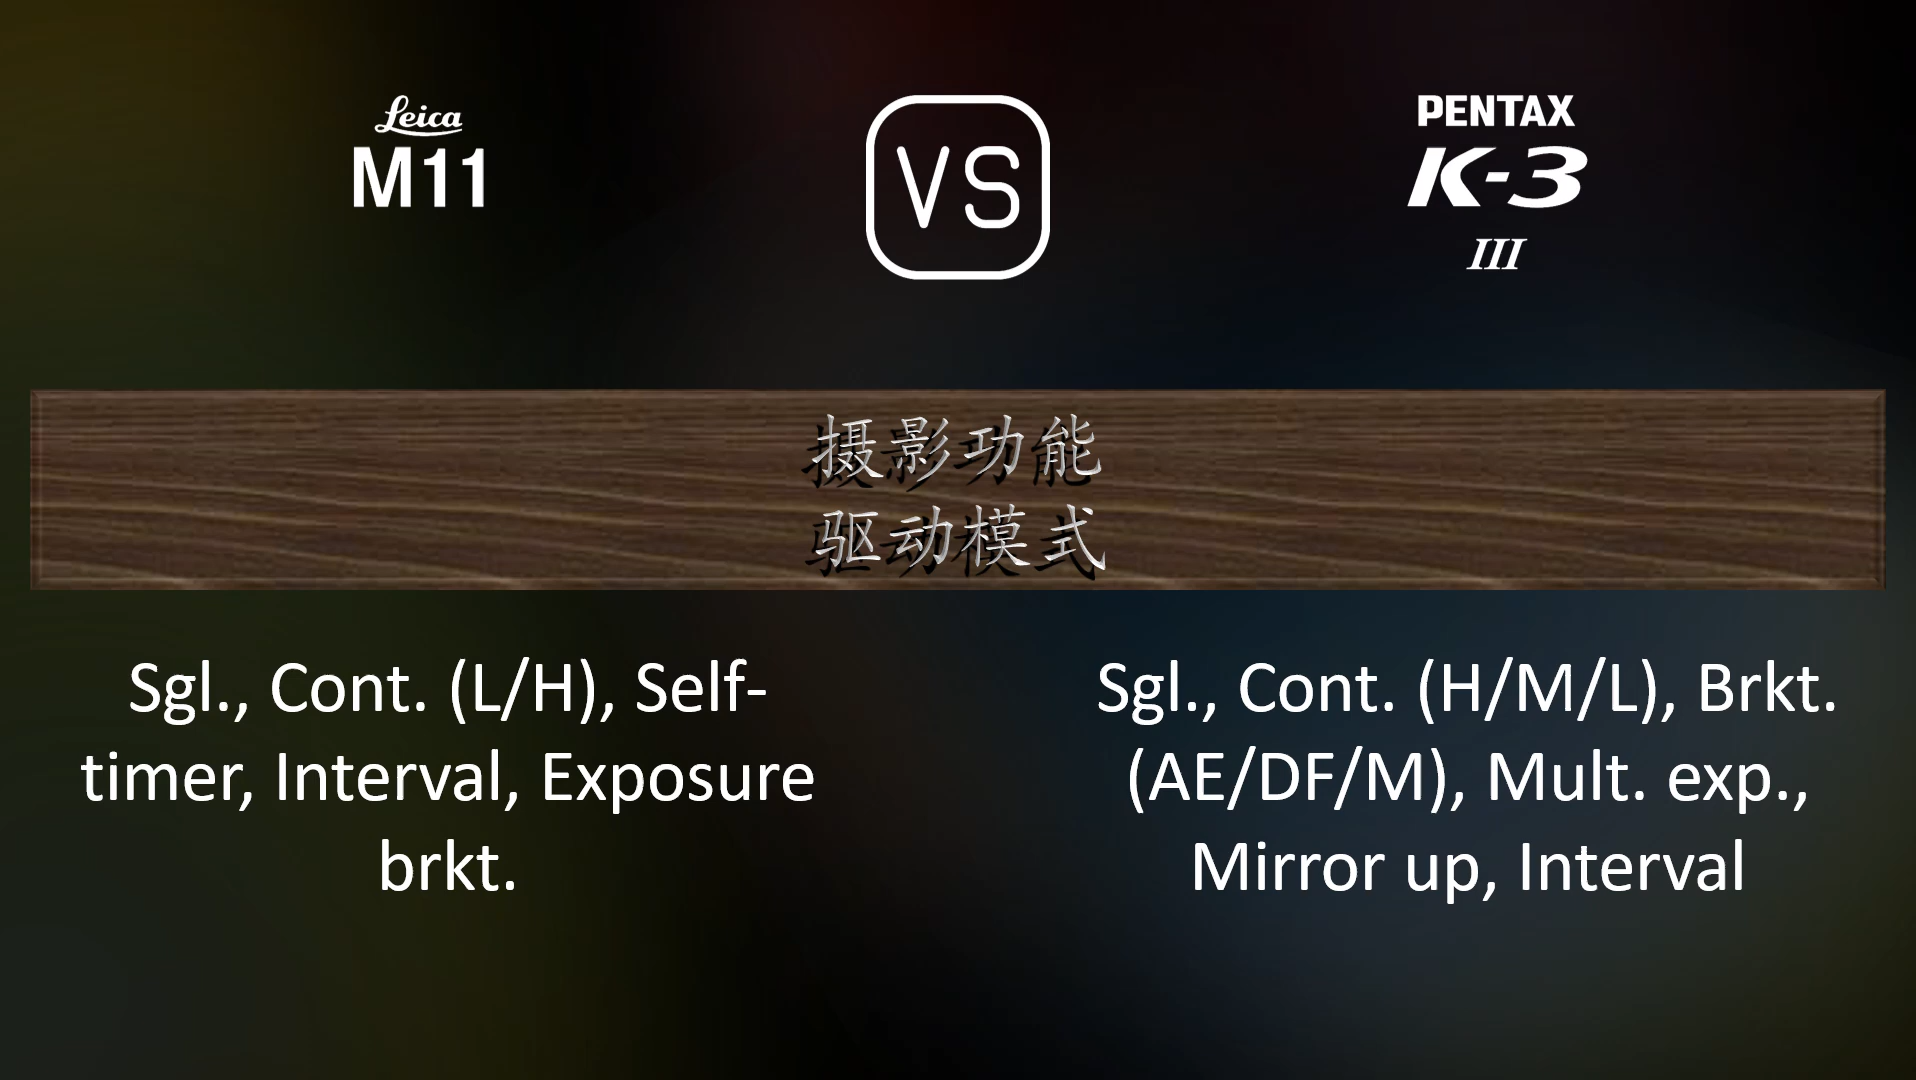 Leica
M11
VS
PENTAX
K-3
III
摄影功能
驱动模式
Sgl., Cont. (L/H), Self-
timer, Interval, Exposure
brkt.
Sgl., Cont. (H/M/L), Brkt.
(AE/DF/M), Mult. exp.,
Mirror up, Interval